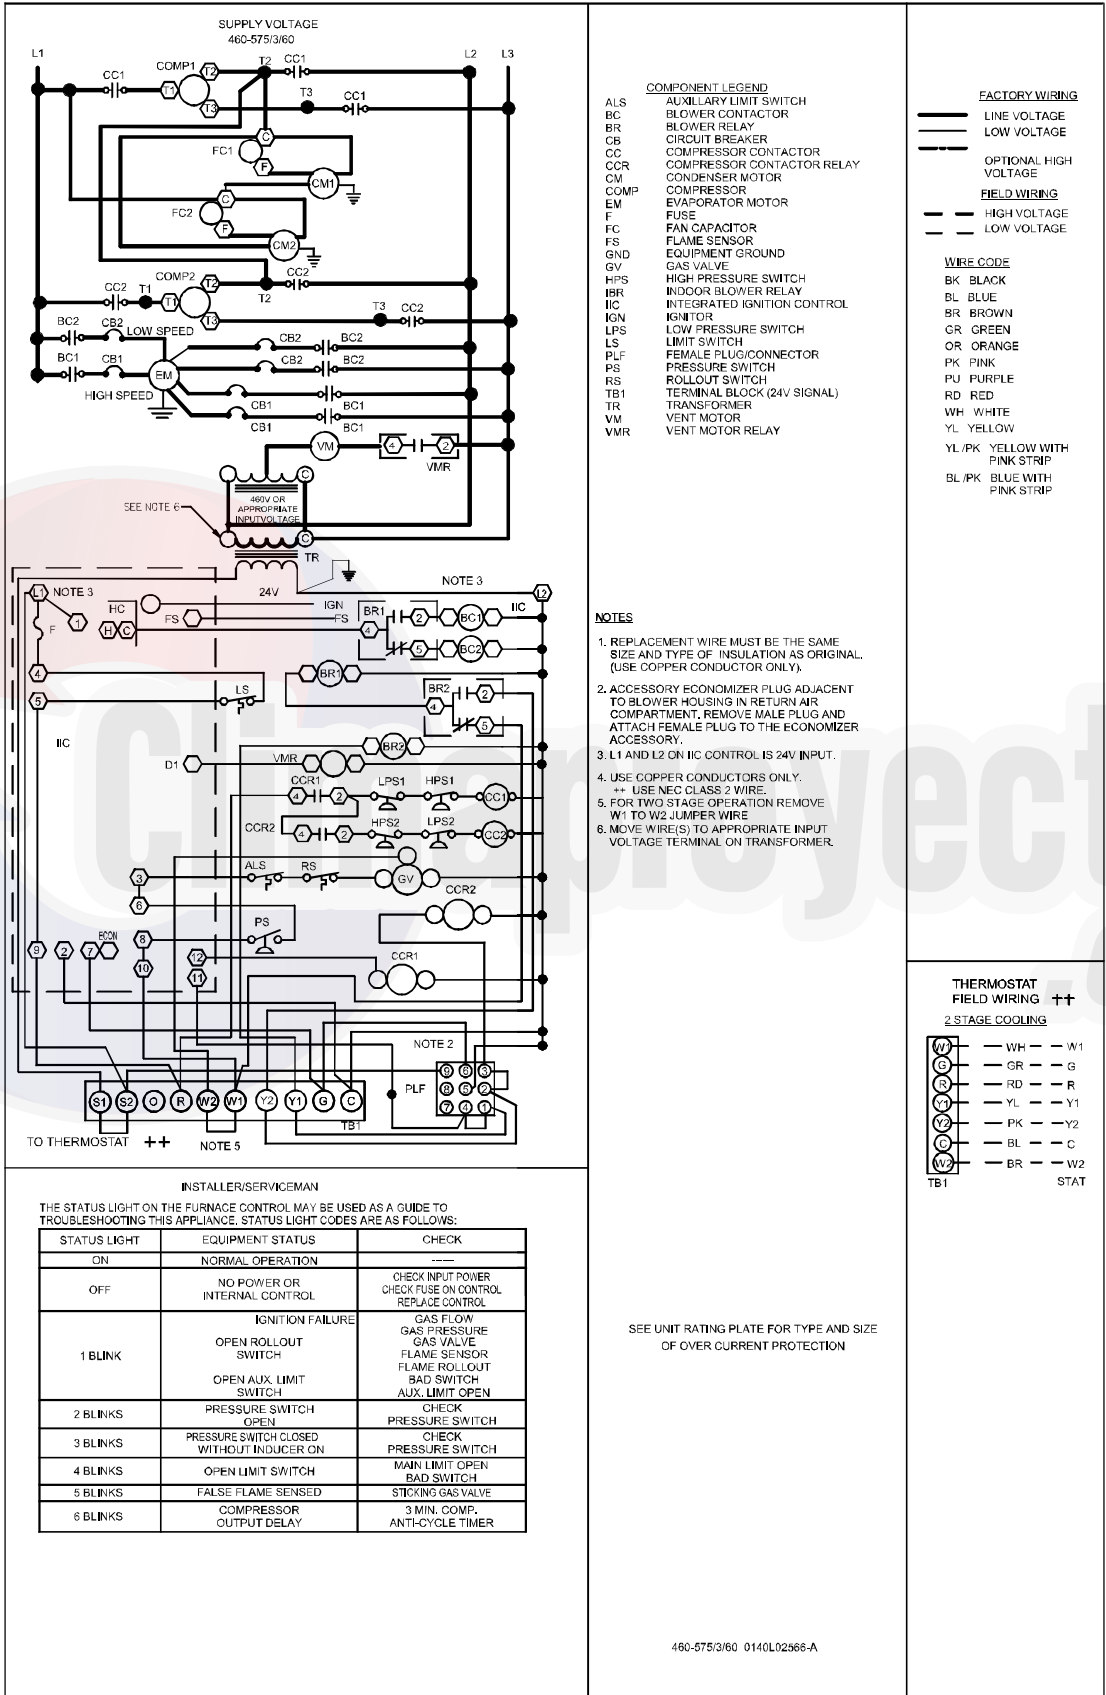 SUPPLY VOLTAGE
460-575/3/60
L1
L2
L3
T2
CC1
COMP1
T2
CC1
T1
T3
T3
CC1
C
FC1
F
CM1
C
FC2
F
CM2
COMP2
T2
CC2
T2
CC2
T1
T1
T3
T3
CC2
BC2
CB2
LOW SPEED
CB2
BC2
CB2
BC2
BC1
CB1
EM
HIGH SPEED
CB1
BC1
CB1
BC1
VM
4
2
VMR
C
460V OR
APPROPRIATE
INPUTVOLTAGE
SEE NOTE 6
C
TR
24V
L1
NOTE 3
NOTE 3
L2
HC
IGN
IIC
F
1
H
C
FS
FS
BR1
4
2
BC1
5
BC2
4
BR1
5
LS
BR2
4
2
5
IIC
D1
VMR
BR2
CCR1
4
2
LPS1
HPS1
CC1
CCR2
4
2
HPS2
LPS2
CC2
ALS
RS
GV
3
6
CCR2
PS
9
2
7
ECON
8
10
12
11
CCR1
NOTE 2
PLF
9 6 3
8 5 2
7 4 1
S1 S2 O R W2 W1 Y2 Y1 G C
TB1
TO THERMOSTAT ++
NOTE 5
COMPONENT LEGEND
ALS AUXILLARY LIMIT SWITCH
BC BLOWER CONTACTOR
BR BLOWER RELAY
CB CIRCUIT BREAKER
CC COMPRESSOR CONTACTOR
CCR COMPRESSOR CONTACTOR RELAY
CM CONDENSER MOTOR
COMP COMPRESSOR
EM EVAPORATOR MOTOR
F FUSE
FC FAN CAPACITOR
FS FLAME SENSOR
GND EQUIPMENT GROUND
GV GAS VALVE
HPS HIGH PRESSURE SWITCH
IBR INDOOR BLOWER RELAY
IIC INTEGRATED IGNITION CONTROL
IGN IGNITOR
LPS LOW PRESSURE SWITCH
LS LIMIT SWITCH
PLF FEMALE PLUG/CONNECTOR
PS PRESSURE SWITCH
RS ROLLOUT SWITCH
TB1 TERMINAL BLOCK (24V SIGNAL)
TR TRANSFORMER
VM VENT MOTOR
VMR VENT MOTOR RELAY
NOTES
1. REPLACEMENT WIRE MUST BE THE SAME
SIZE AND TYPE OF INSULATION AS ORIGINAL.
(USE COPPER CONDUCTOR ONLY).
2. ACCESSORY ECONOMIZER PLUG ADJACENT
TO BLOWER HOUSING IN RETURN AIR
COMPARTMENT. REMOVE MALE PLUG AND
ATTACH FEMALE PLUG TO THE ECONOMIZER
ACCESSORY.
3. L1 AND L2 ON IIC CONTROL IS 24V INPUT.
4. USE COPPER CONDUCTORS ONLY.
++ USE NEC CLASS 2 WIRE.
5. FOR TWO STAGE OPERATION REMOVE
W1 TO W2 JUMPER WIRE
6. MOVE WIRE(S) TO APPROPRIATE INPUT
VOLTAGE TERMINAL ON TRANSFORMER.
FACTORY WIRING
LINE VOLTAGE
LOW VOLTAGE
OPTIONAL HIGH
VOLTAGE
FIELD WIRING
HIGH VOLTAGE
LOW VOLTAGE
WIRE CODE
BK BLACK
BL BLUE
BR BROWN
GR GREEN
OR ORANGE
PK PINK
PU PURPLE
RD RED
WH WHITE
YL YELLOW
YL /PK YELLOW WITH
PINK STRIP
BL /PK BLUE WITH
PINK STRIP
THERMOSTAT
FIELD WIRING ++
2 STAGE COOLING
W1 WH W1
G GR G
R RD R
Y1 YL Y1
Y2 PK Y2
C BL C
W2 BR W2
TB1 STAT
INSTALLER/SERVICEMAN
THE STATUS LIGHT ON THE FURNACE CONTROL MAY BE USED AS A GUIDE TO
TROUBLESHOOTING THIS APPLIANCE. STATUS LIGHT CODES ARE AS FOLLOWS:
STATUS LIGHT EQUIPMENT STATUS CHECK
ON NORMAL OPERATION ----
OFF NO POWER OR INTERNAL CONTROL CHECK INPUT POWER
CHECK FUSE ON CONTROL
REPLACE CONTROL
1 BLINK
IGNITION FAILURE GAS FLOW
GAS PRESSURE
OPEN ROLLOUT GAS VALVE
SWITCH FLAME SENSOR
FLAME ROLLOUT
OPEN AUX. LIMIT BAD SWITCH
SWITCH AUX. LIMIT OPEN
2 BLINKS PRESSURE SWITCH OPEN CHECK PRESSURE SWITCH
3 BLINKS PRESSURE SWITCH CLOSED WITHOUT INDUCER ON CHECK PRESSURE SWITCH
4 BLINKS OPEN LIMIT SWITCH MAIN LIMIT OPEN BAD SWITCH
5 BLINKS FALSE FLAME SENSED STICKING GAS VALVE
6 BLINKS COMPRESSOR OUTPUT DELAY 3 MIN. COMP. ANTI-CYCLE TIMER
SEE UNIT RATING PLATE FOR TYPE AND SIZE
OF OVER CURRENT PROTECTION
460-575/3/60 0140L02566-A
Climaproyect